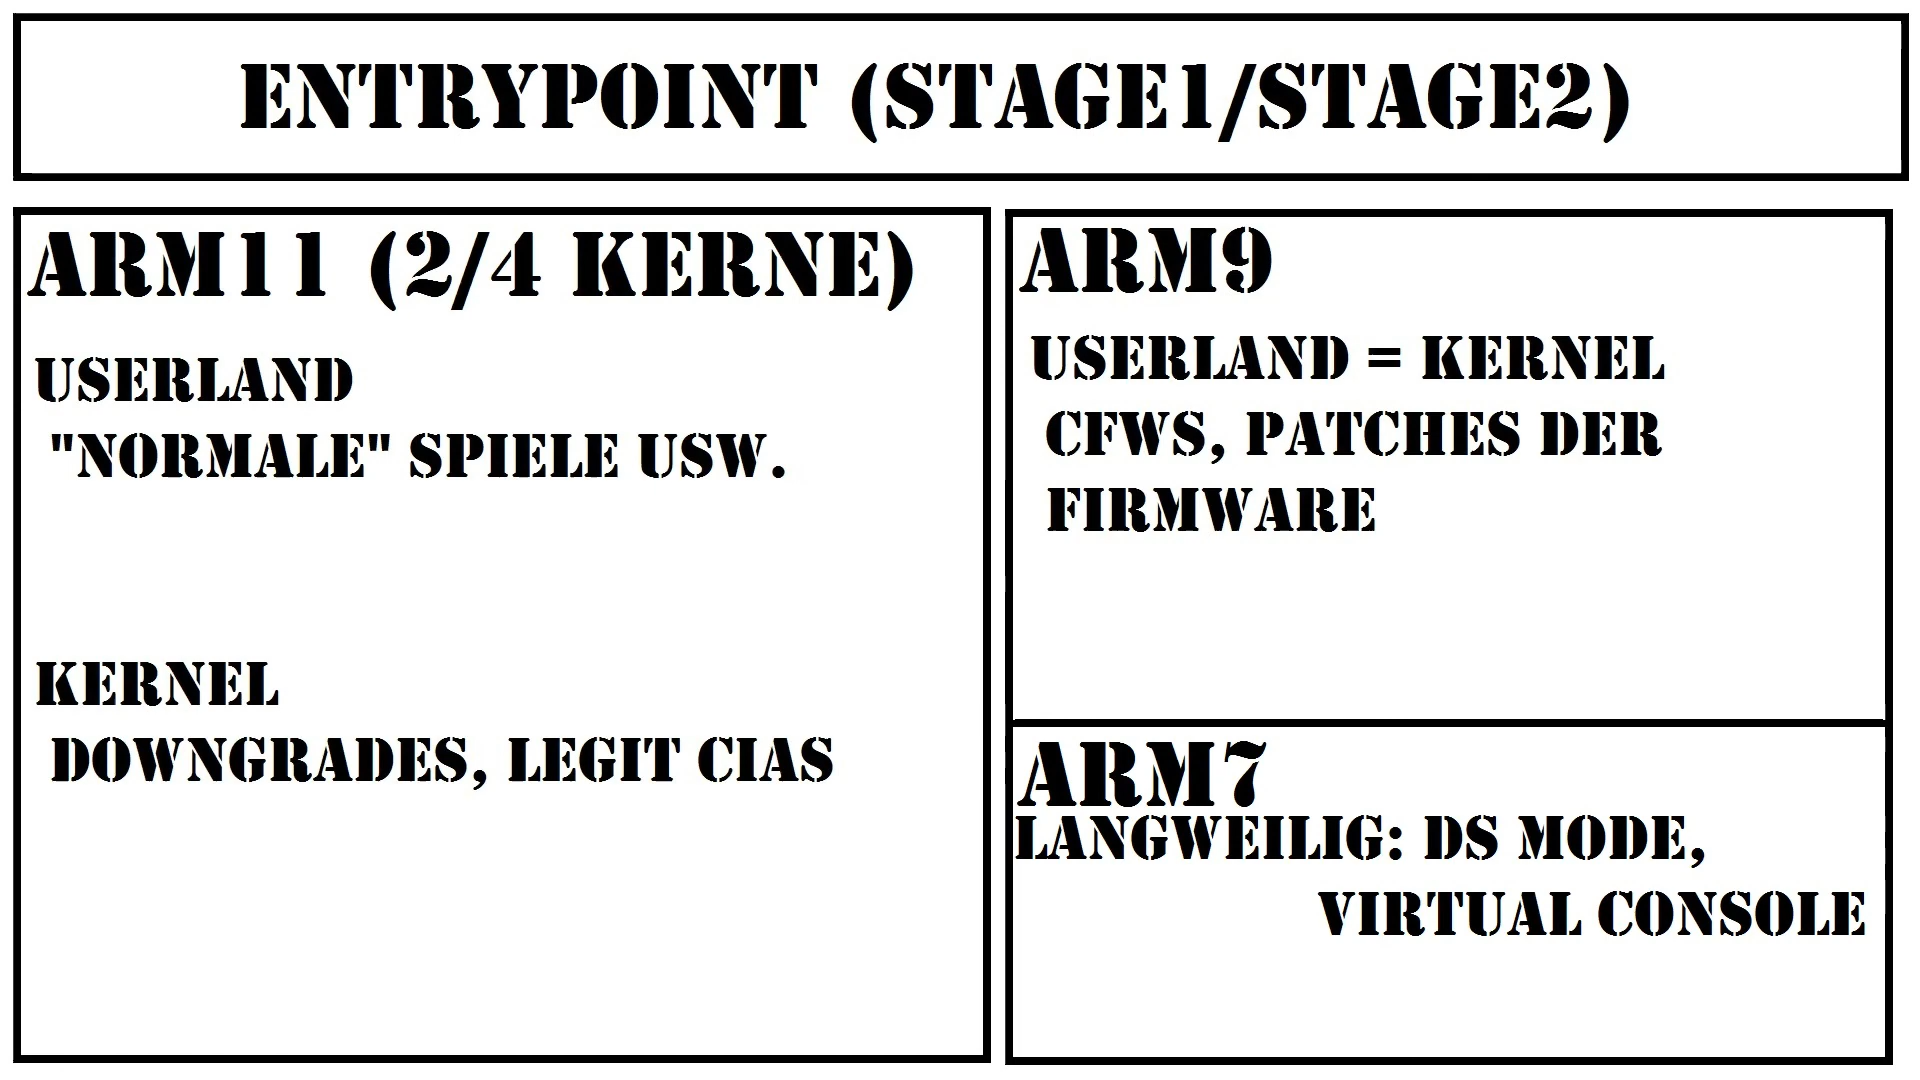 ENTRYPOINT (STAGE1/STAGE2)
ARM11 (2/4 KERNE)
USERLAND
"NORMALE" SPIELE USW.
KERNEL
DOWNGRADES, LEGIT CIAS
ARM9
USERLAND = KERNEL
CFWS, PATCHES DER
FIRMWARE
ARM7
LANGWEILIG: DS MODE,
VIRTUAL CONSOLE